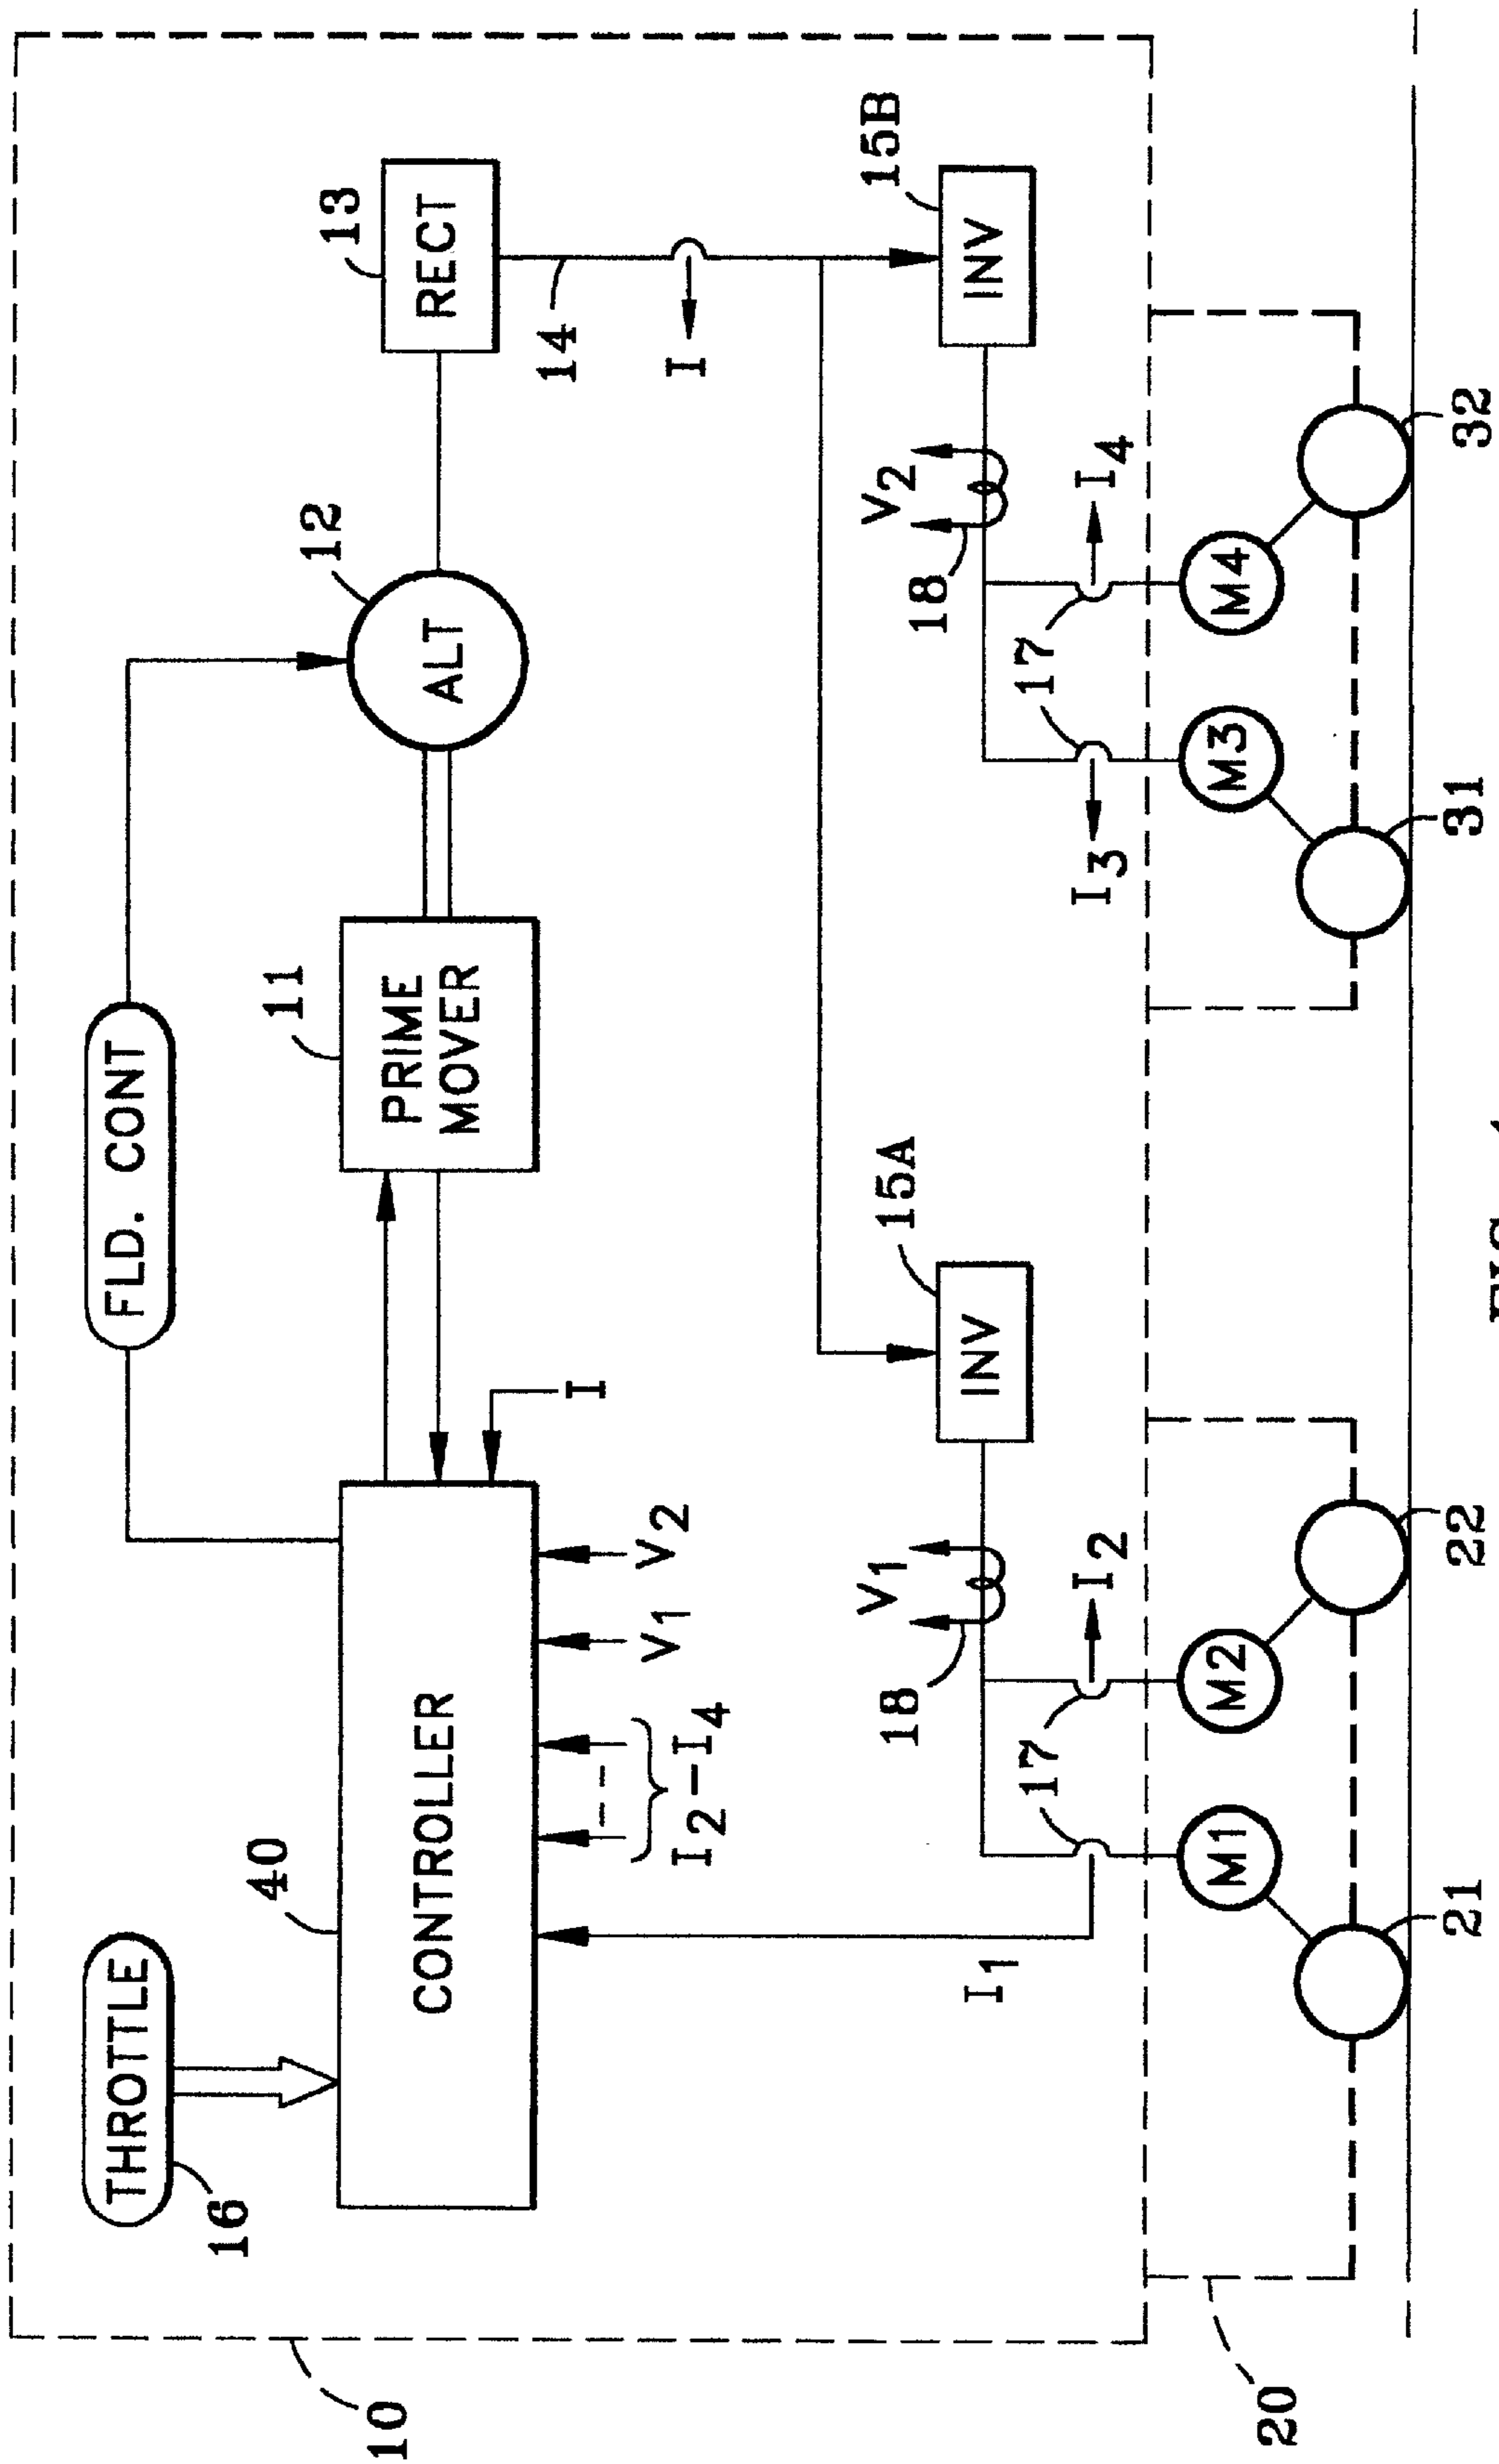 THROTTLE
16
FLD. CONT
40
CONTROLLER
11
PRIME
MOVER
12
ALT
13
RECT
I
14
I
I2–I4
V1
V2
I1
15A
INV
15B
INV
V1
18
V2
18
17
I2
17
I3
I4
M1
M2
M3
M4
10
20
21
22
31
32